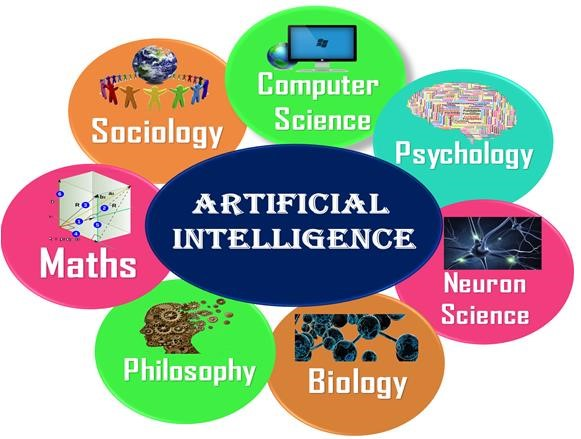 Computer
Science
Sociology
Psychology
ARTIFICIAL
INTELLIGENCE
Maths
Neuron
Science
Philosophy
Biology